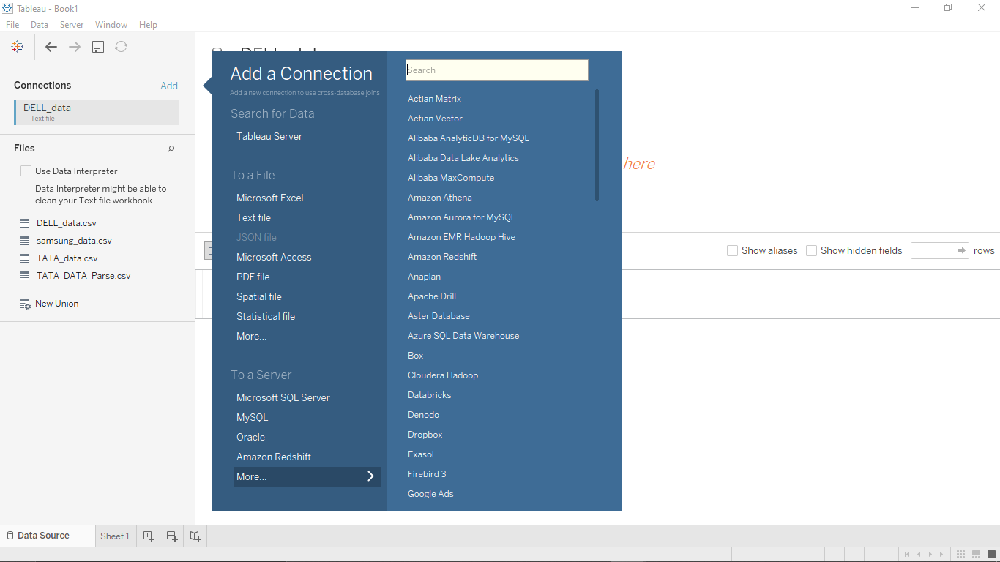 Tableau - Book1
File Data Server Window Help
Connections Add
DELL_data
Text file
Files
Use Data Interpreter
Data Interpreter might be able to
clean your Text file workbook.
DELL_data.csv
samsung_data.csv
TATA_data.csv
TATA_DATA_Parse.csv
New Union
Add a Connection
Add a new connection to use cross-database joins
Search for Data
Tableau Server
To a File
Microsoft Excel
Text file
JSON file
Microsoft Access
PDF file
Spatial file
Statistical file
More...
To a Server
Microsoft SQL Server
MySQL
Oracle
Amazon Redshift
More...
Search
Actian Matrix
Actian Vector
Alibaba AnalyticDB for MySQL
Alibaba Data Lake Analytics
Alibaba MaxCompute
Amazon Athena
Amazon Aurora for MySQL
Amazon EMR Hadoop Hive
Amazon Redshift
Anaplan
Apache Drill
Aster Database
Azure SQL Data Warehouse
Box
Cloudera Hadoop
Databricks
Denodo
Dropbox
Exasol
Firebird 3
Google Ads
here
Show aliases Show hidden fields rows
Data Source Sheet 1